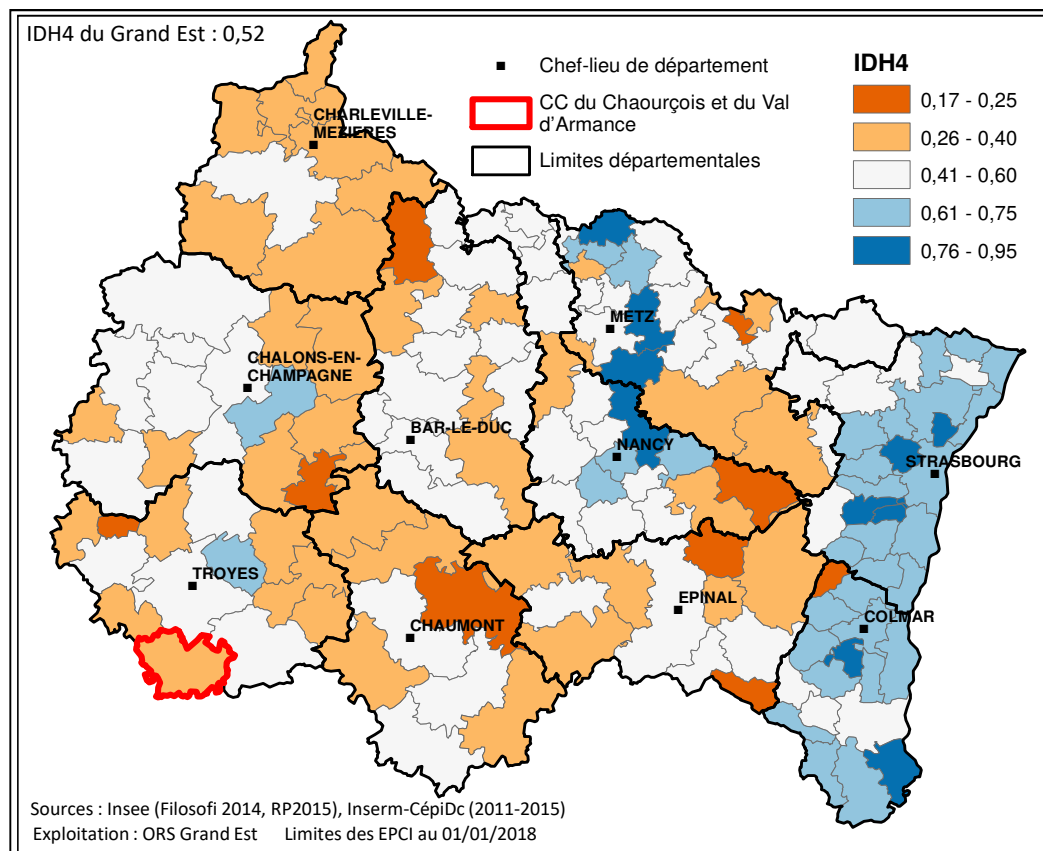 IDH4 du Grand Est : 0,52
Chef-lieu de département
CC du Chaourçois et du Val
d'Armance
Limites départementales
IDH4
0,17 - 0,25
0,26 - 0,40
0,41 - 0,60
0,61 - 0,75
0,76 - 0,95
CHARLEVILLE-
MEZIERES
METZ
CHALONS-EN-
CHAMPAGNE
BAR-LE-DUC
NANCY
STRASBOURG
TROYES
EPINAL
CHAUMONT
COLMAR
Sources : Insee (Filosofi 2014, RP2015), Inserm-CépiDc (2011-2015)
Exploitation : ORS Grand Est Limites des EPCI au 01/01/2018